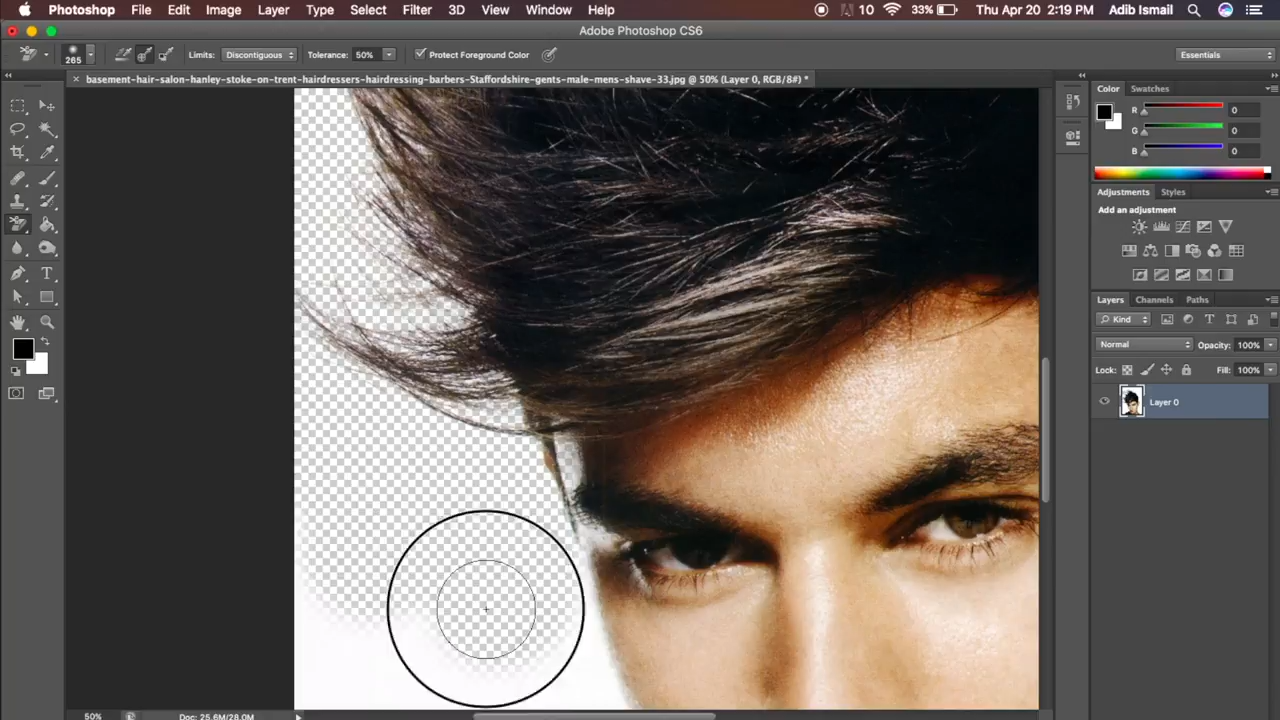 Photoshop File Edit Image Layer Type Select Filter 3D View Window Help 10 33% Thu Apr 20 2:19 PM Adib Ismail
Adobe Photoshop CS6
265 Limits: Discontiguous Tolerance: 50% Protect Foreground Color Essentials
basement-hair-salon-hanley-stoke-on-trent-hairdressers-hairdressing-barbers-Staffordshire-gents-male-mens-shave-33.jpg @ 50% (Layer 0, RGB/8#) *
Color Swatches
R 0
G 0
B 0
Adjustments Styles
Add an adjustment
Layers Channels Paths
Kind
Normal Opacity: 100%
Lock: Fill: 100%
Layer 0
50% Doc: 25.6M/28.0M